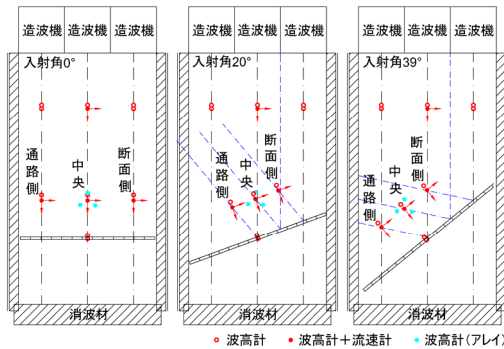 造波機 造波機 造波機
造波機 造波機 造波機
造波機 造波機 造波機
入射角0°
入射角20°
入射角39°
通路側
中央
断面側
通路側
中央
断面側
通路側
中央
断面側
消波材
消波材
消波材
波高計
波高計+流速計
波高計(アレイ)